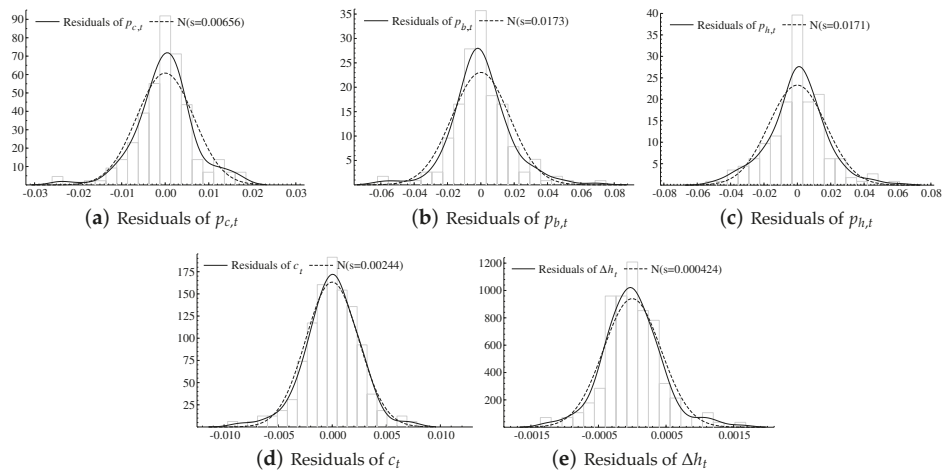 Residuals of p_{c,t} N(s=0.00656)
90
80
70
60
50
40
30
20
10
-0.03 -0.02 -0.01 0.00 0.01 0.02 0.03
(a) Residuals of p_{c,t}
Residuals of p_{b,t} N(s=0.0173)
35
30
25
20
15
10
5
-0.06 -0.04 -0.02 0 0.02 0.04 0.06 0.08
(b) Residuals of p_{b,t}
Residuals of p_{h,t} N(s=0.0171)
40
35
30
25
20
15
10
5
-0.08 -0.06 -0.04 -0.02 0 0.02 0.04 0.06 0.08
(c) Residuals of p_{h,t}
Residuals of c_t N(s=0.00244)
175
150
125
100
75
50
25
-0.010 -0.005 0.000 0.005 0.010
(d) Residuals of c_t
Residuals of Δh_t N(s=0.000424)
1200
1000
800
600
400
200
-0.0015 -0.0005 0.0005 0.0015
(e) Residuals of Δh_t